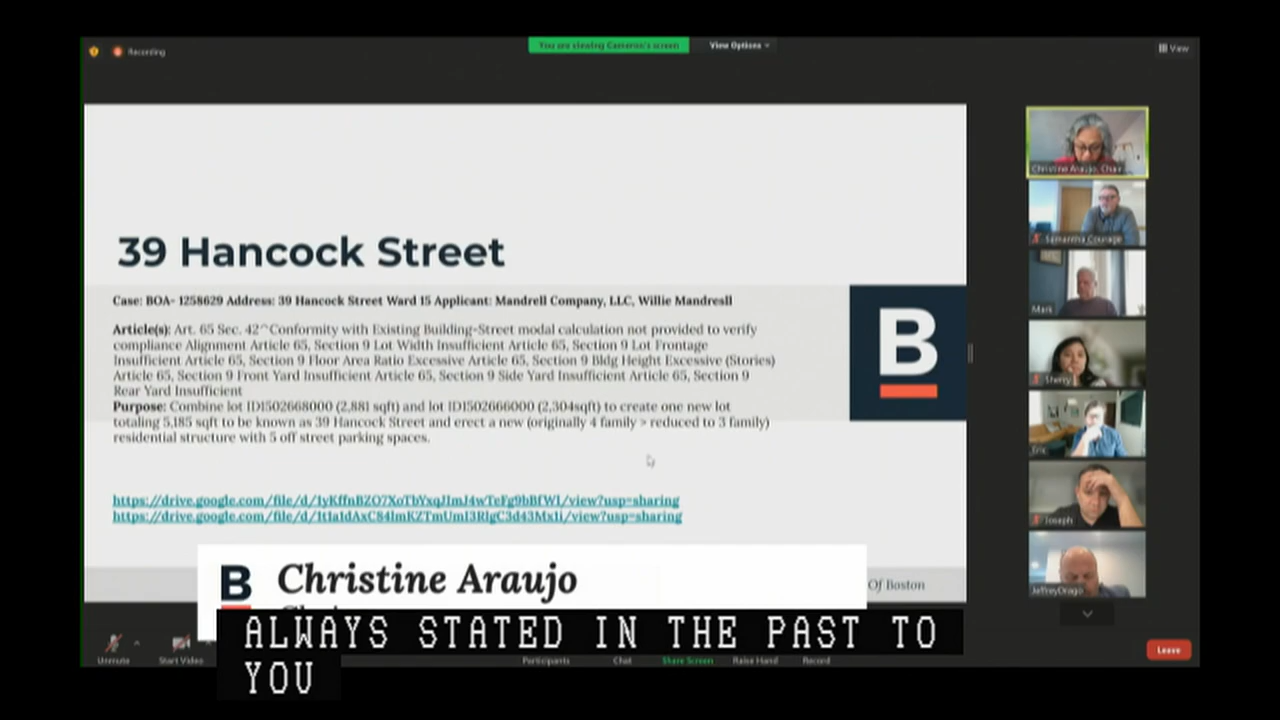 Recording
You are viewing Cameron's screen
View Options
View
39 Hancock Street
Case: BOA- 1258629 Address: 39 Hancock Street Ward 15 Applicant: Mandrell Company, LLC, Willie Mandresll
Article(s): Art. 65 Sec. 42^Conformity with Existing Building-Street modal calculation not provided to verify
compliance Alignment Article 65, Section 9 Lot Width Insufficient Article 65, Section 9 Lot Frontage
Insufficient Article 65, Section 9 Floor Area Ratio Excessive Article 65, Section 9 Bldg Height Excessive (Stories)
Article 65, Section 9 Front Yard Insufficient Article 65, Section 9 Side Yard Insufficient Article 65, Section 9
Rear Yard Insufficient
Purpose: Combine lot ID1502668000 (2,881 sqft) and lot ID1502666000 (2,304sqft) to create one new lot
totaling 5,185 sqft to be known as 39 Hancock Street and erect a new (originally 4 family > reduced to 3 family)
residential structure with 5 off street parking spaces.
B
Of Boston
Christine Araujo, Chair
Samantha Courage
Mark
Sherry
Eric
Joseph
JeffreyDrago
B
Christine Araujo
ALWAYS STATED IN THE PAST TO
YOU
Unmute
Start Video
Participants
Chat
Share Screen
Raise Hand
Record
Leave